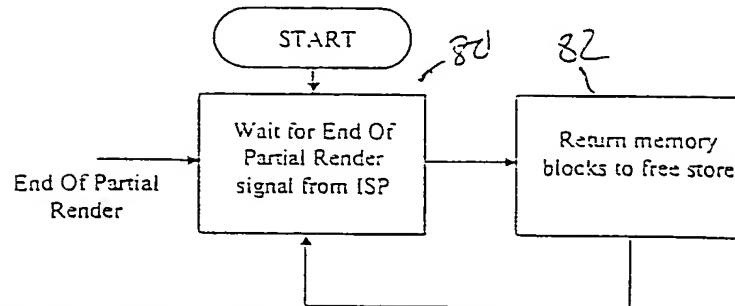 START
80
82
Wait for End Of
Partial Render
signal from ISP
Return memory
blocks to free store
End Of Partial
Render